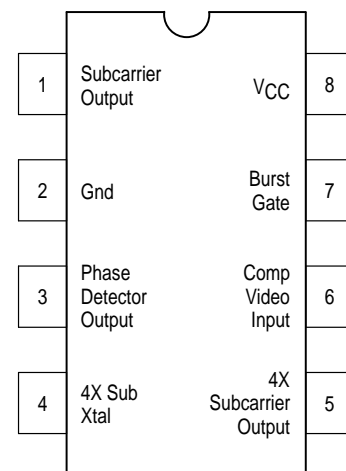 1
Subcarrier
Output
VCC
8
2
Gnd
Burst
Gate
7
3
Phase
Detector
Output
Comp
Video
Input
6
4
4X Sub
Xtal
4X
Subcarrier
Output
5